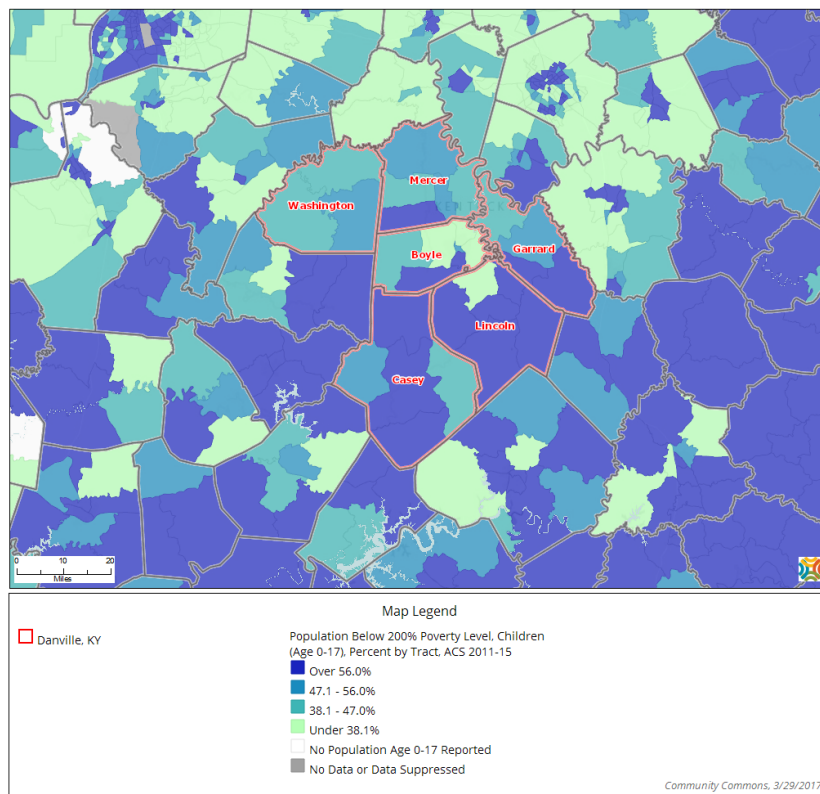 Mercer
Washington
KENTUCKY
Garrard
Boyle
Lincoln
Casey
0 10 20
Miles
Map Legend
Danville, KY
Population Below 200% Poverty Level, Children
(Age 0-17), Percent by Tract, ACS 2011-15
Over 56.0%
47.1 - 56.0%
38.1 - 47.0%
Under 38.1%
No Population Age 0-17 Reported
No Data or Data Suppressed
Community Commons, 3/29/2017